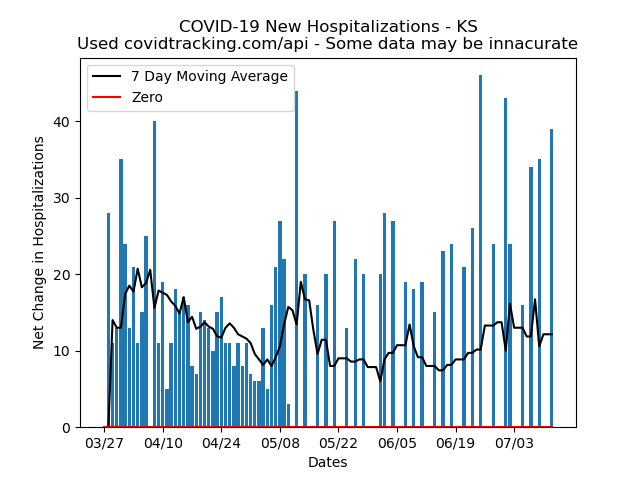 COVID-19 New Hospitalizations - KS
Used covidtracking.com/api - Some data may be innacurate
7 Day Moving Average
Zero
Net Change in Hospitalizations
40
30
20
10
0
03/27 04/10 04/24 05/08 05/22 06/05 06/19 07/03
Dates